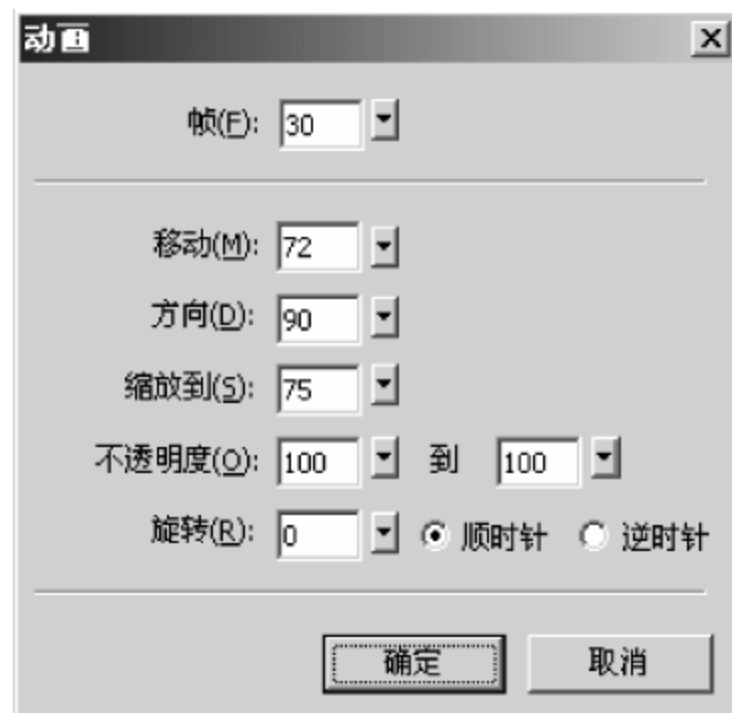 动画
帧(F): 30
移动(M): 72
方向(D): 90
缩放到(S): 75
不透明度(O): 100 到 100
旋转(R): 0 顺时针 逆时针
确定 取消